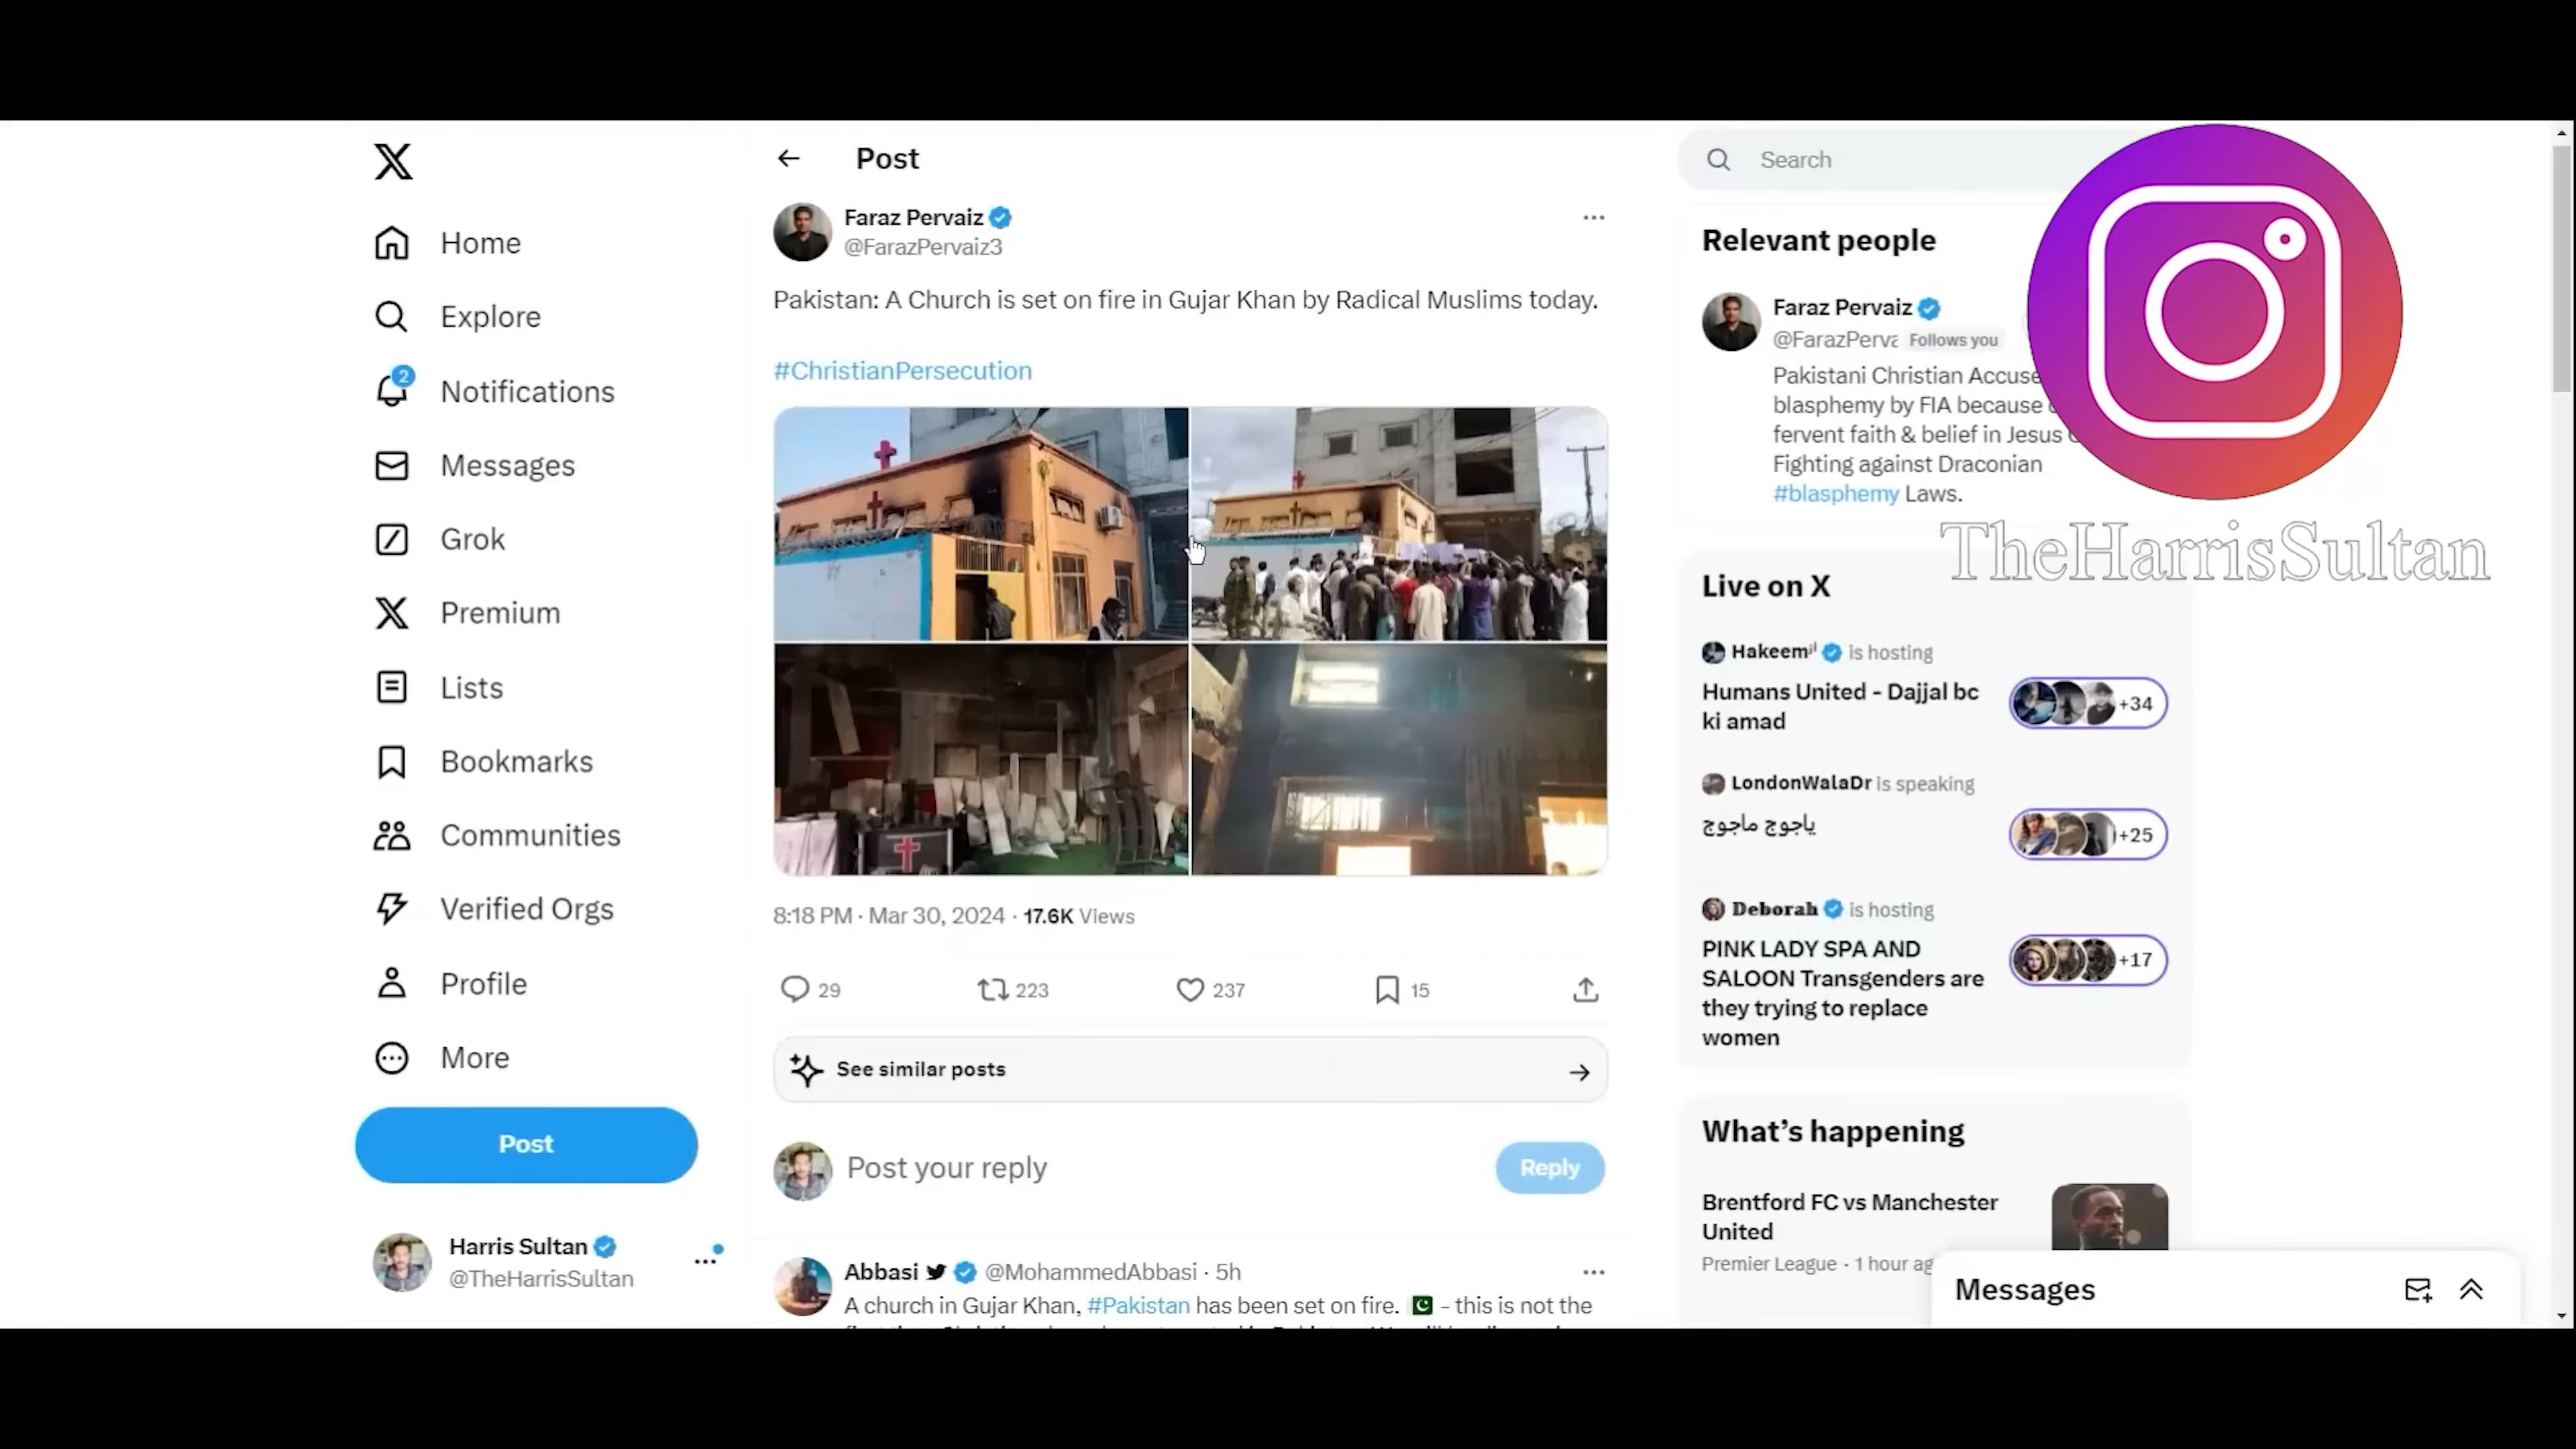 Home
Explore
2
Notifications
Messages
Grok
Premium
Lists
Bookmarks
Communities
Verified Orgs
Profile
More
Post
Harris Sultan
@TheHarrisSultan
Post
Faraz Pervaiz
@FarazPervaiz3
Pakistan: A Church is set on fire in Gujar Khan by Radical Muslims today.
#ChristianPersecution
8:18 PM · Mar 30, 2024 · 17.6K Views
29 223 237 15
See similar posts
Post your reply
Reply
Abbasi @MohammedAbbasi · 5h
A church in Gujar Khan, #Pakistan has been set on fire. - this is not the
Search
Relevant people
Faraz Pervaiz
@FarazPerva Follows you
Pakistani Christian Accuse
blasphemy by FIA because
fervent faith & belief in Jesus
Fighting against Draconian
#blasphemy Laws.
TheHarrisSultan
Live on X
Hakeem is hosting
Humans United - Dajjal bc
ki amad
+34
LondonWalaDr is speaking
یاجوج ماجوج
+25
Deborah is hosting
PINK LADY SPA AND
SALOON Transgenders are
they trying to replace
women
+17
What's happening
Brentford FC vs Manchester
United
Premier League · 1 hour ag
Messages